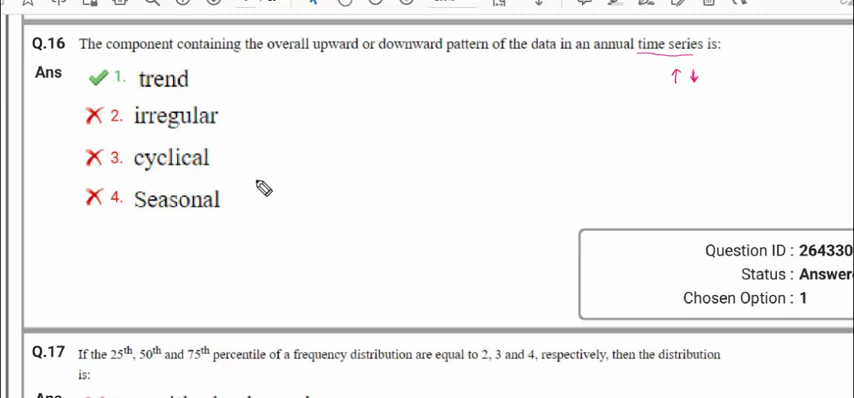 Q.16 The component containing the overall upward or downward pattern of the data in an annual time series is:
Ans 1. trend
2. irregular
3. cyclical
4. Seasonal
Question ID : 264330
Status : Answer
Chosen Option : 1
Q.17 If the 25th, 50th and 75th percentile of a frequency distribution are equal to 2, 3 and 4, respectively, then the distribution
is: